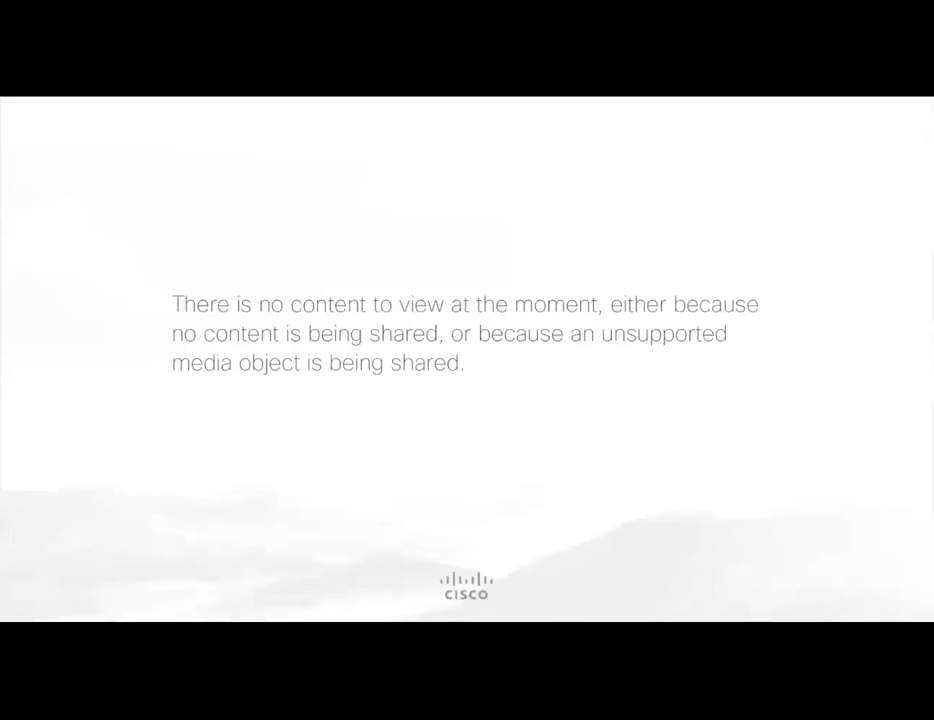 There is no content to view at the moment, either because
no content is being shared, or because an unsupported
media object is being shared.
CISCO